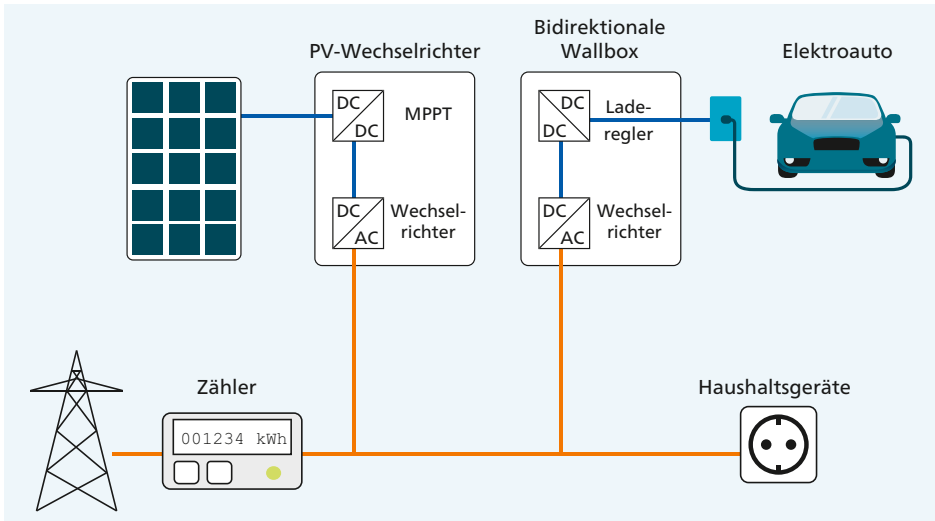 PV-Wechselrichter
Bidirektionale
Wallbox
Elektroauto
DC
DC
MPPT
DC
DC
Lade-
regler
DC
AC
Wechsel-
richter
DC
AC
Wechsel-
richter
Zähler
001234 kWh
Haushaltsgeräte